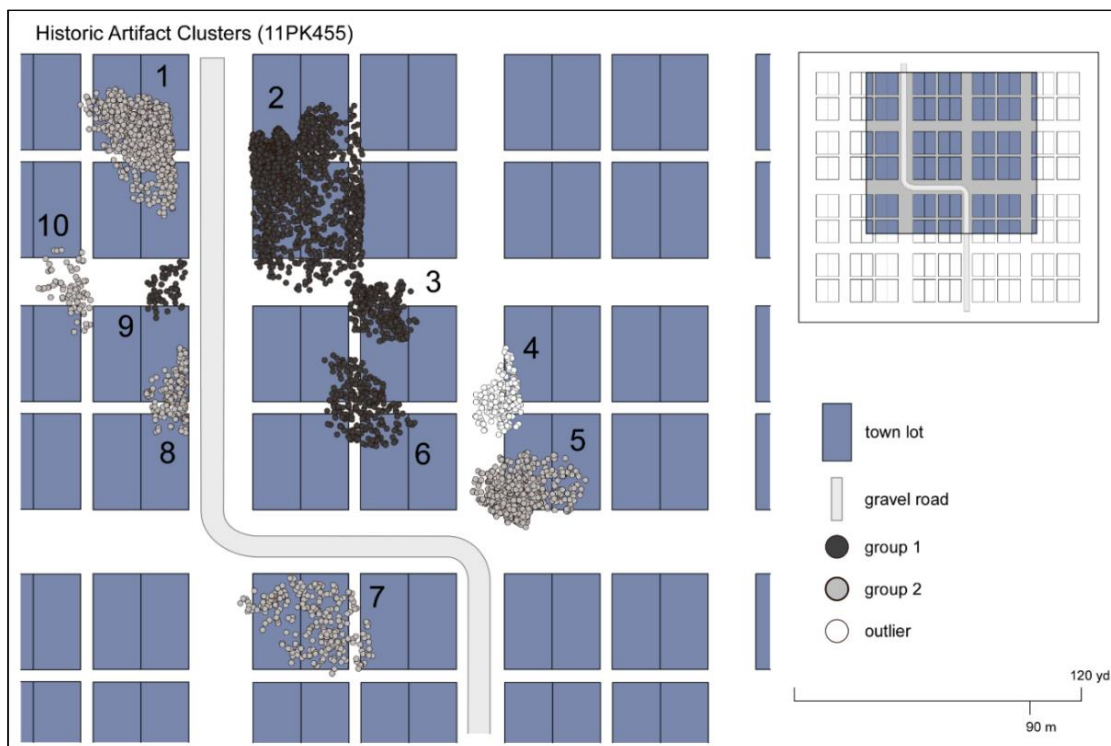 Historic Artifact Clusters (11PK455)
1
2
10
3
9
4
8
6
5
7
town lot
gravel road
group 1
group 2
outlier
120 yd
90 m